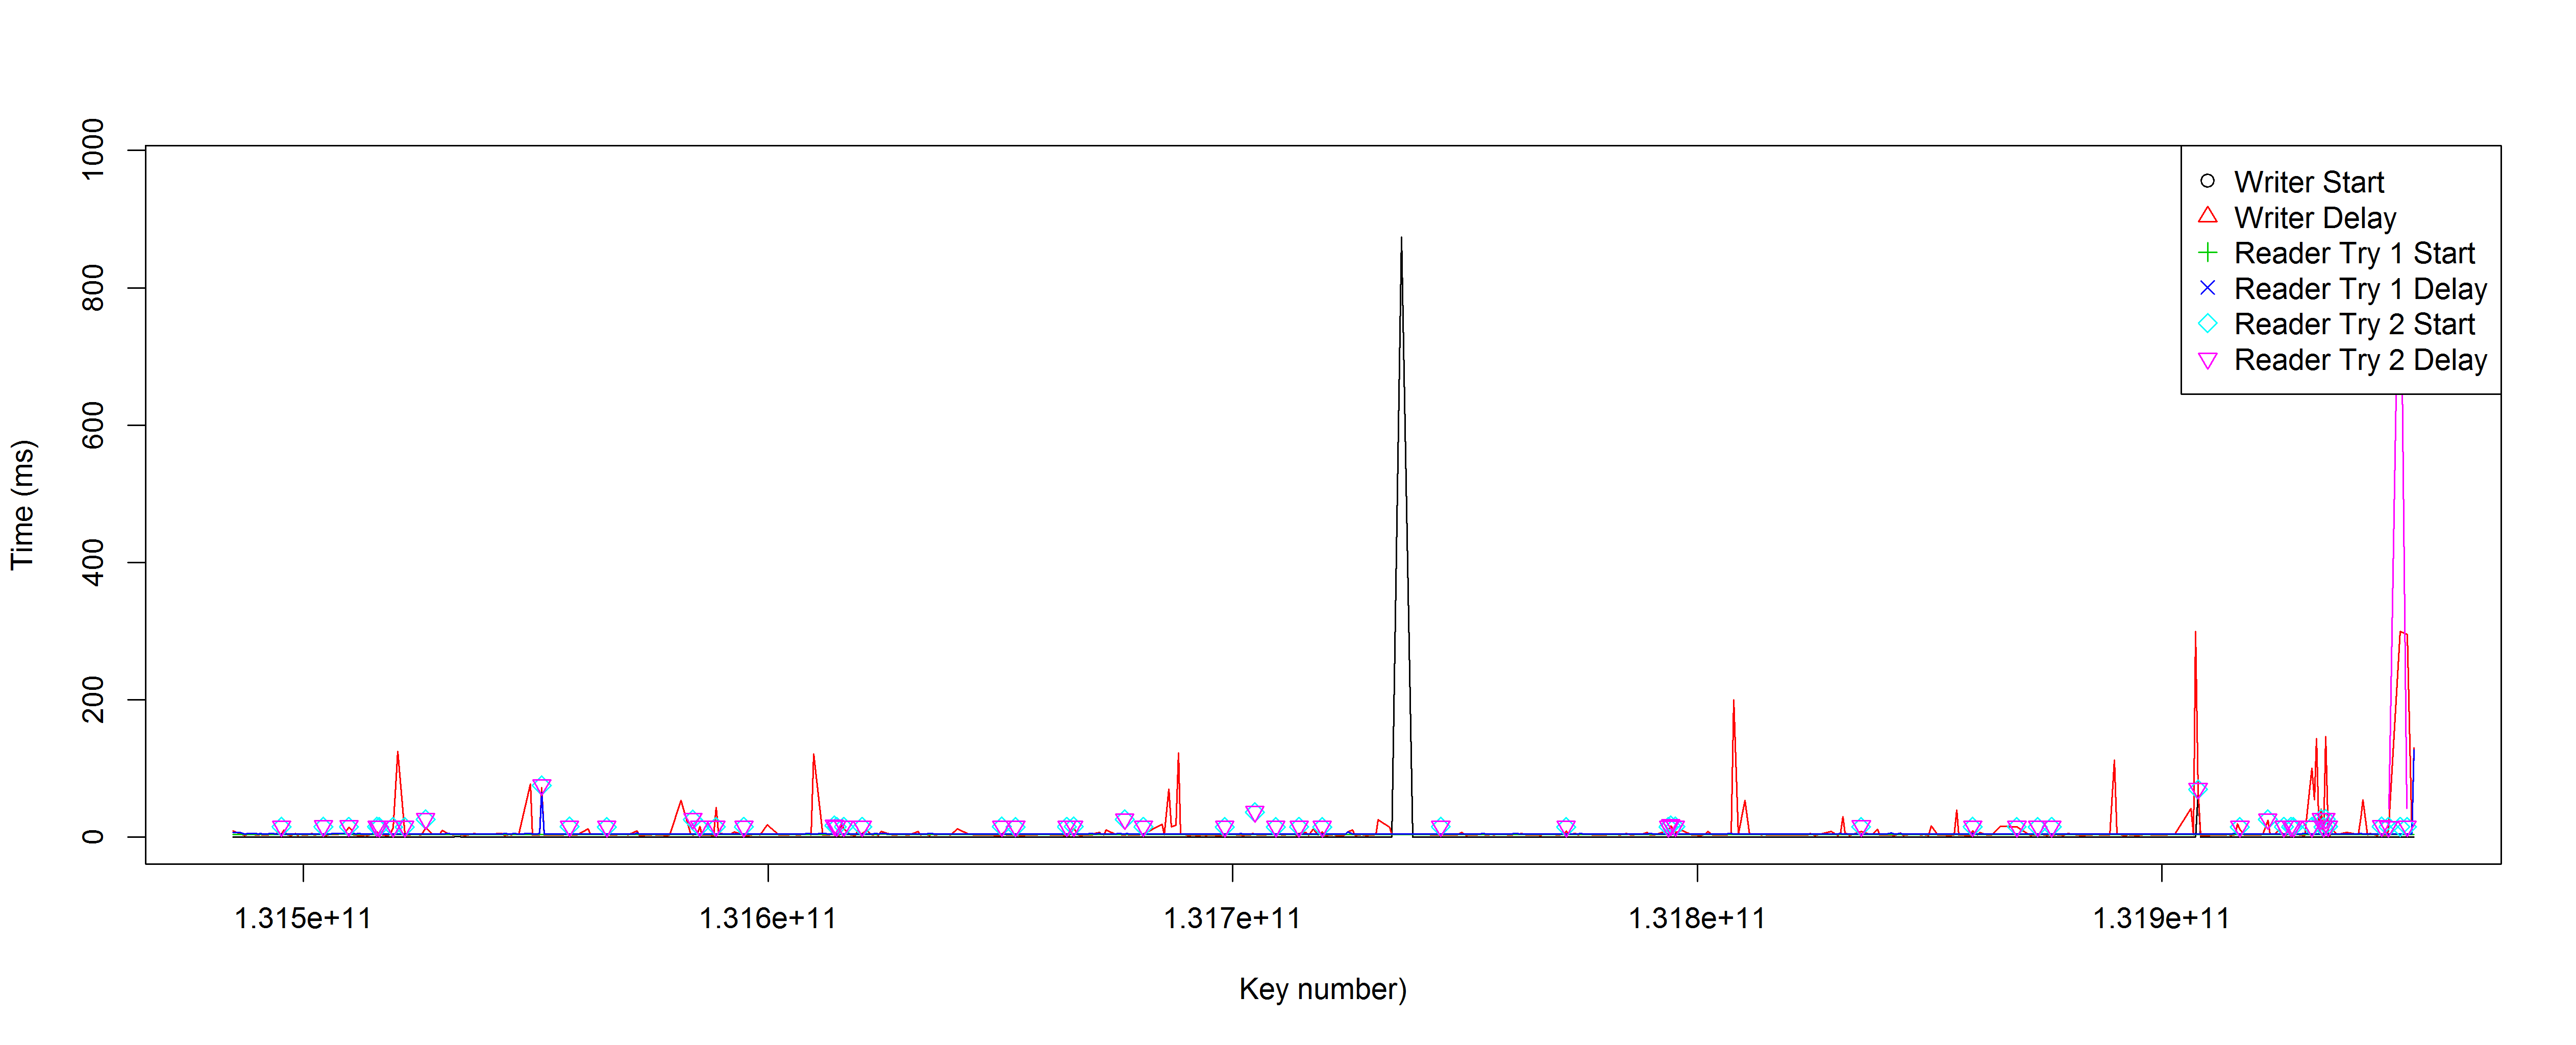 1000
800
600
400
200
0
Time (ms)
Writer Start
Writer Delay
Reader Try 1 Start
Reader Try 1 Delay
Reader Try 2 Start
Reader Try 2 Delay
1.315e+11
1.316e+11
1.317e+11
1.318e+11
1.319e+11
Key number)